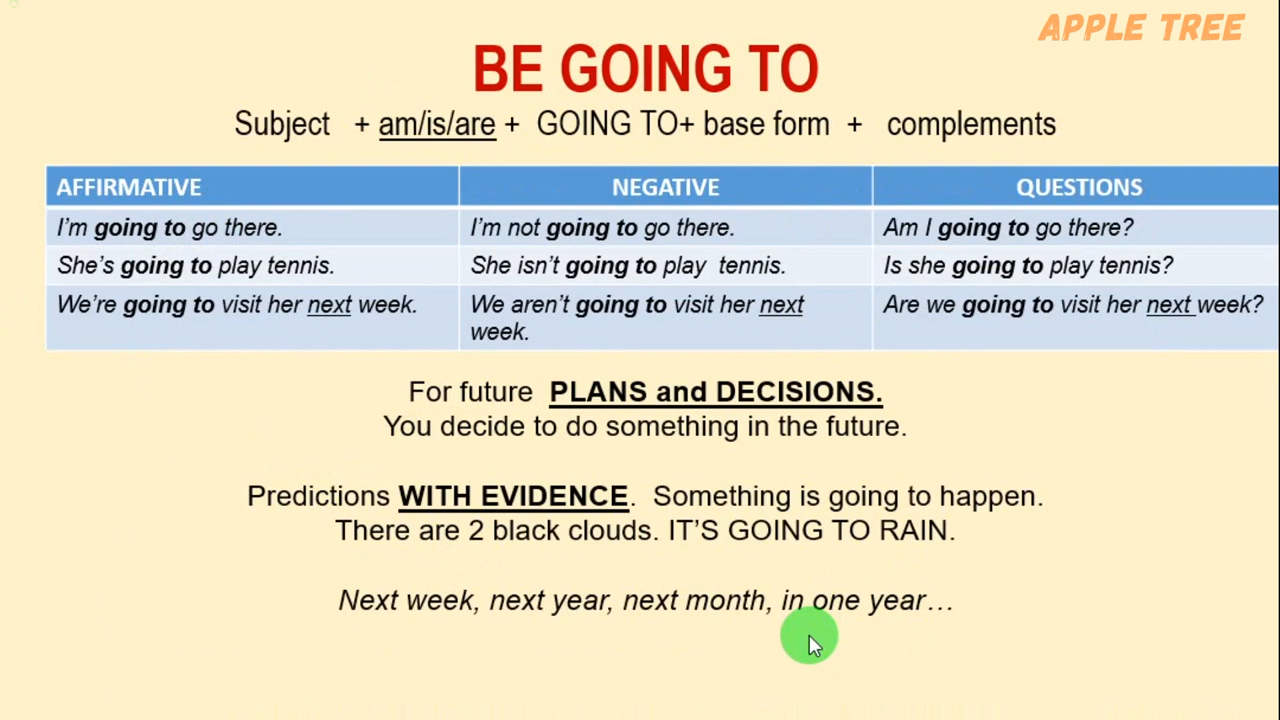 APPLE TREE
BE GOING TO
Subject + am/is/are + GOING TO+ base form + complements
AFFIRMATIVE NEGATIVE QUESTIONS
I'm going to go there. I'm not going to go there. Am I going to go there?
She's going to play tennis. She isn't going to play tennis. Is she going to play tennis?
We're going to visit her next week. We aren't going to visit her next Are we going to visit her next week?
week.
For future PLANS and DECISIONS.
You decide to do something in the future.
Predictions WITH EVIDENCE. Something is going to happen.
There are 2 black clouds. IT'S GOING TO RAIN.
Next week, next year, next month, in one year…